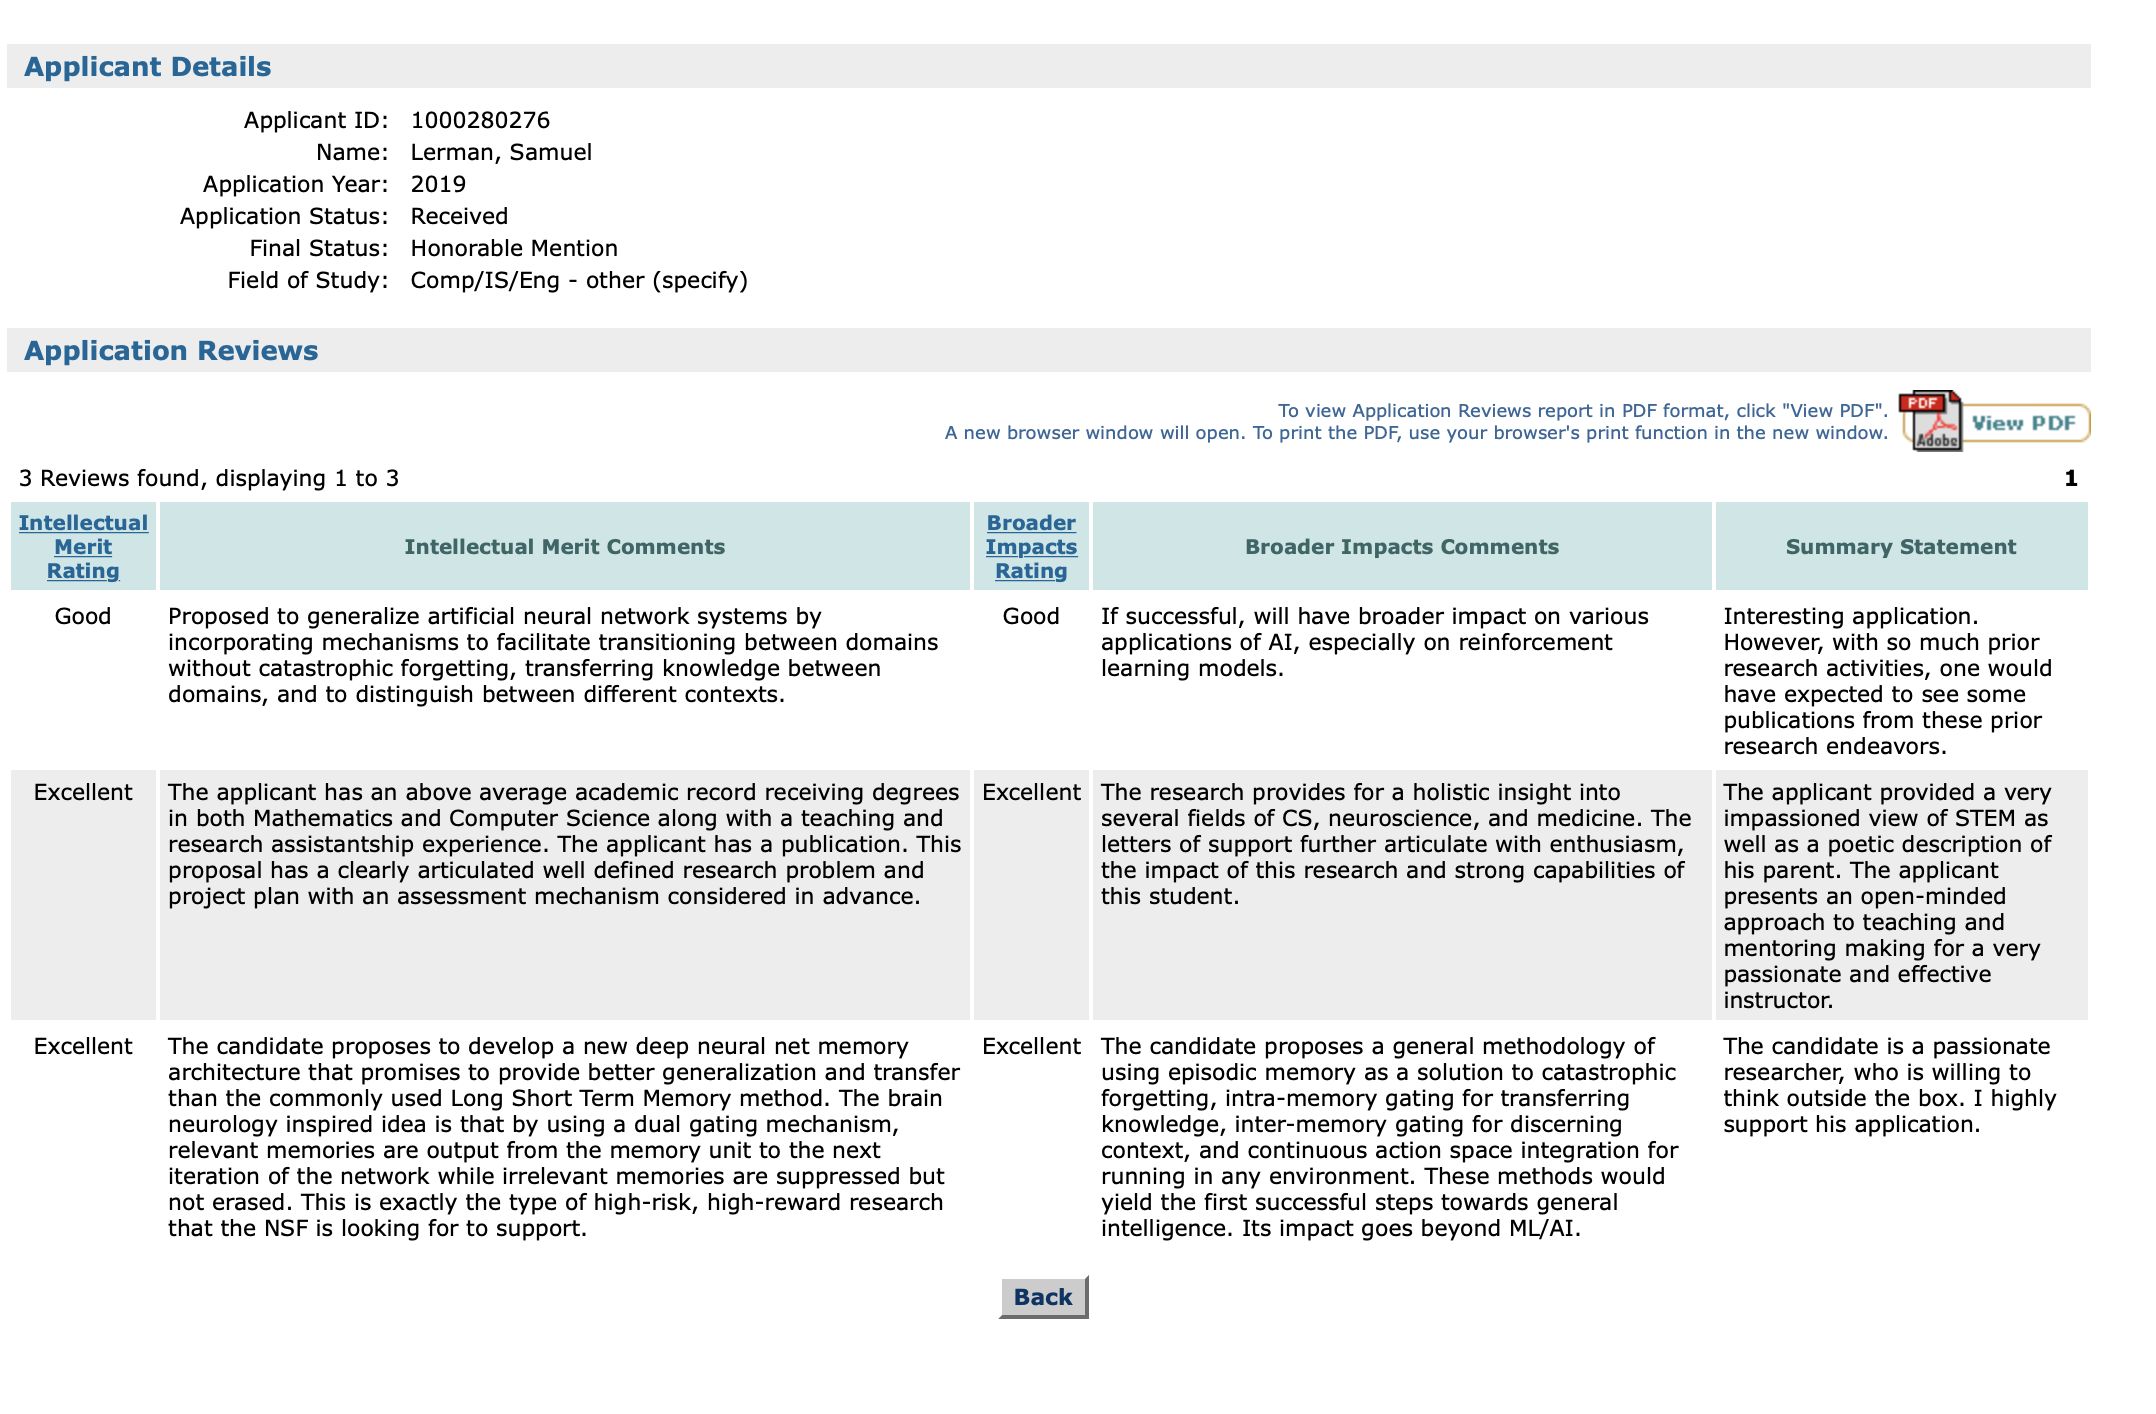 Applicant Details
Applicant ID: 1000280276
Name: Lerman, Samuel
Application Year: 2019
Application Status: Received
Final Status: Honorable Mention
Field of Study: Comp/IS/Eng - other (specify)
Application Reviews
To view Application Reviews report in PDF format, click "View PDF".
A new browser window will open. To print the PDF, use your browser's print function in the new window.
PDF
Adobe
View PDF
3 Reviews found, displaying 1 to 3
1
Intellectual
Merit
Rating
Intellectual Merit Comments
Broader
Impacts
Rating
Broader Impacts Comments
Summary Statement
Good
Proposed to generalize artificial neural network systems by
incorporating mechanisms to facilitate transitioning between domains
without catastrophic forgetting, transferring knowledge between
domains, and to distinguish between different contexts.
Good
If successful, will have broader impact on various
applications of AI, especially on reinforcement
learning models.
Interesting application.
However, with so much prior
research activities, one would
have expected to see some
publications from these prior
research endeavors.
Excellent
The applicant has an above average academic record receiving degrees
in both Mathematics and Computer Science along with a teaching and
research assistantship experience. The applicant has a publication. This
proposal has a clearly articulated well defined research problem and
project plan with an assessment mechanism considered in advance.
Excellent
The research provides for a holistic insight into
several fields of CS, neuroscience, and medicine. The
letters of support further articulate with enthusiasm,
the impact of this research and strong capabilities of
this student.
The applicant provided a very
impassioned view of STEM as
well as a poetic description of
his parent. The applicant
presents an open-minded
approach to teaching and
mentoring making for a very
passionate and effective
instructor.
Excellent
The candidate proposes to develop a new deep neural net memory
architecture that promises to provide better generalization and transfer
than the commonly used Long Short Term Memory method. The brain
neurology inspired idea is that by using a dual gating mechanism,
relevant memories are output from the memory unit to the next
iteration of the network while irrelevant memories are suppressed but
not erased. This is exactly the type of high-risk, high-reward research
that the NSF is looking for to support.
Excellent
The candidate proposes a general methodology of
using episodic memory as a solution to catastrophic
forgetting, intra-memory gating for transferring
knowledge, inter-memory gating for discerning
context, and continuous action space integration for
running in any environment. These methods would
yield the first successful steps towards general
intelligence. Its impact goes beyond ML/AI.
The candidate is a passionate
researcher, who is willing to
think outside the box. I highly
support his application.
Back